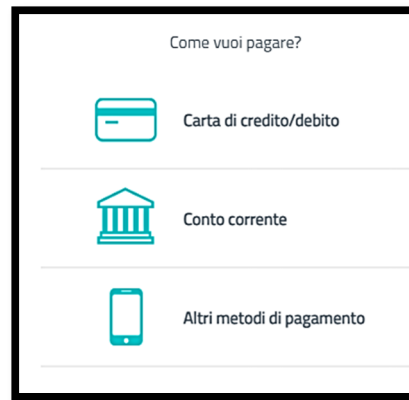 Come vuoi pagare?
Carta di credito/debito
Conto corrente
Altri metodi di pagamento